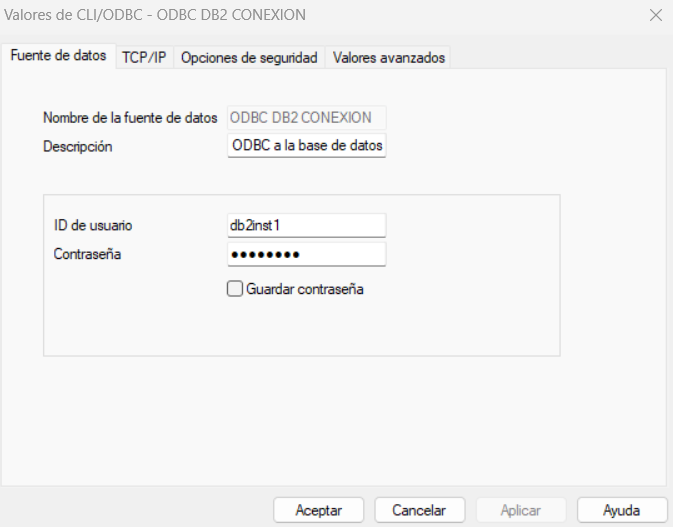 Valores de CLI/ODBC - ODBC DB2 CONEXION
Fuente de datos TCP/IP Opciones de seguridad Valores avanzados
Nombre de la fuente de datos ODBC DB2 CONEXION
Descripción ODBC a la base de datos
ID de usuario db2inst1
Contraseña ●●●●●●●●
Guardar contraseña
Aceptar Cancelar Aplicar Ayuda